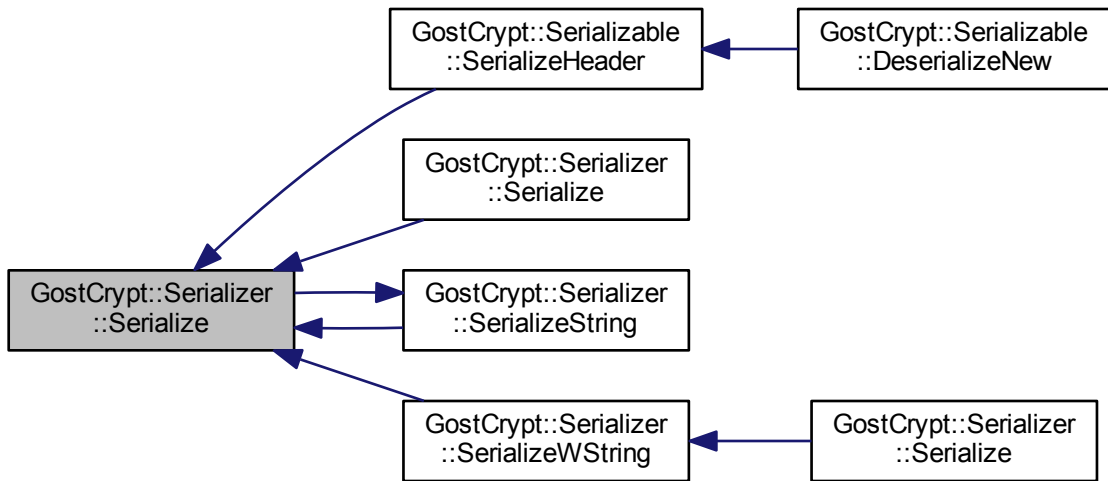 GostCrypt::Serializable
::SerializeHeader
GostCrypt::Serializable
::DeserializeNew
GostCrypt::Serializer
::Serialize
GostCrypt::Serializer
::Serialize
GostCrypt::Serializer
::SerializeString
GostCrypt::Serializer
::SerializeWString
GostCrypt::Serializer
::Serialize